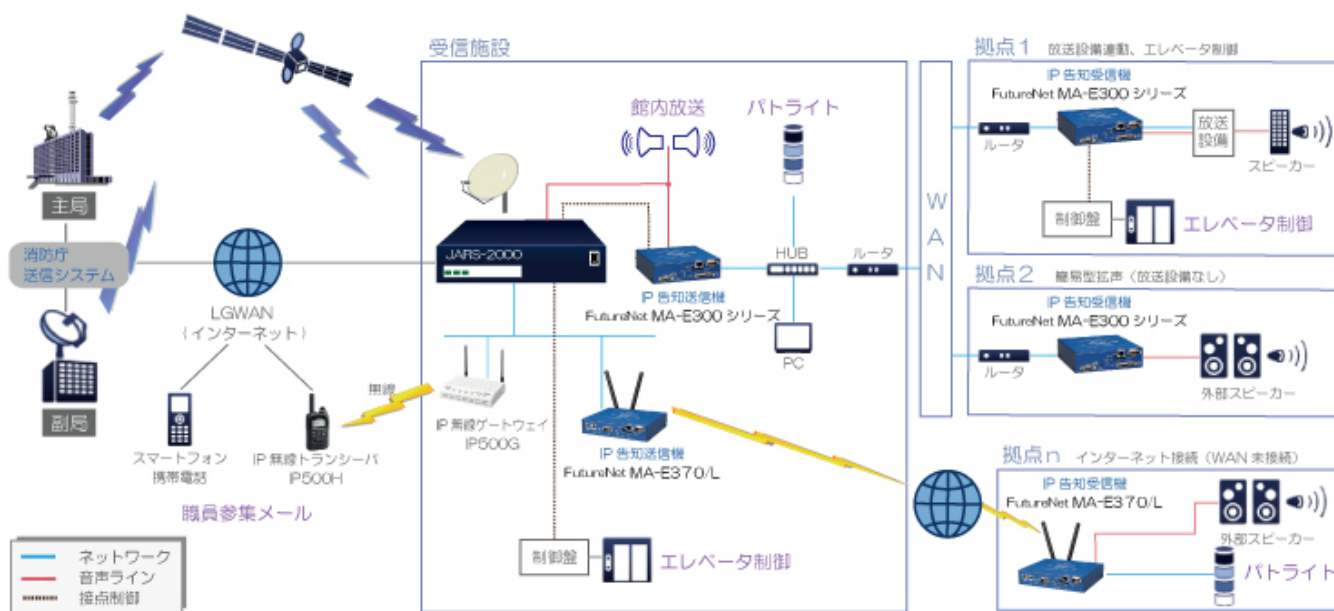 主局
消防庁
送信システム
副局
LGWAN
(インターネット)
スマートフォン
携帯電話
IP無線トランシーバ
IP500H
職員参集メール
無線
ネットワーク
音声ライン
接点制御
受信施設
館内放送
パトライト
JARS-2000
IP 告知送信機
FutureNet MA-E300 シリーズ
HUB
ルータ
PC
IP 無線ゲートウェイ
IP500G
IP 告知送信機
FutureNet MA-E370/L
制御盤
エレベータ制御
WAN
拠点1 放送設備連動、エレベータ制御
IP 告知受信機
FutureNet MA-E300 シリーズ
ルータ
放送
設備
スピーカー
制御盤
エレベータ制御
拠点2 簡易型拡声(放送設備なし)
IP 告知受信機
FutureNet MA-E300 シリーズ
ルータ
外部スピーカー
拠点n インターネット接続(WAN 未接続)
IP 告知受信機
FutureNet MA-E370/L
外部スピーカー
パトライト